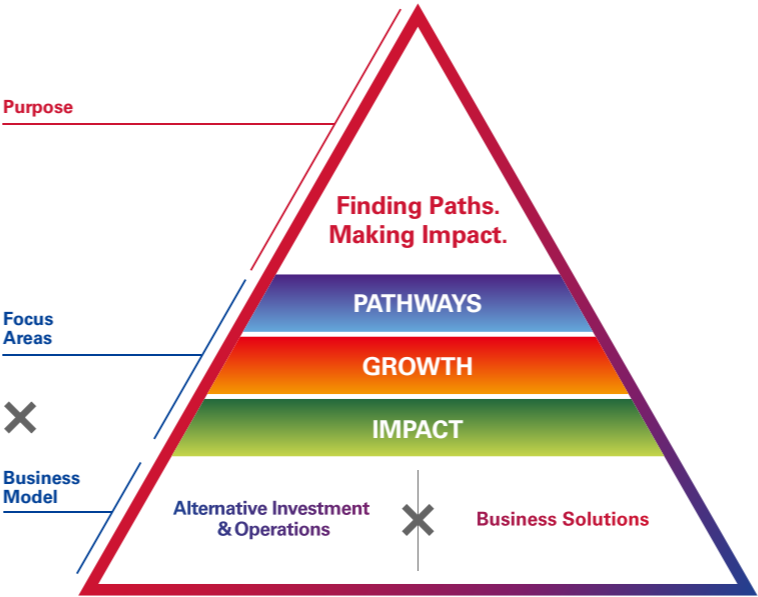 Purpose
Finding Paths.
Making Impact.
PATHWAYS
Focus
Areas
GROWTH
IMPACT
Business
Model
Alternative Investment
& Operations
Business Solutions